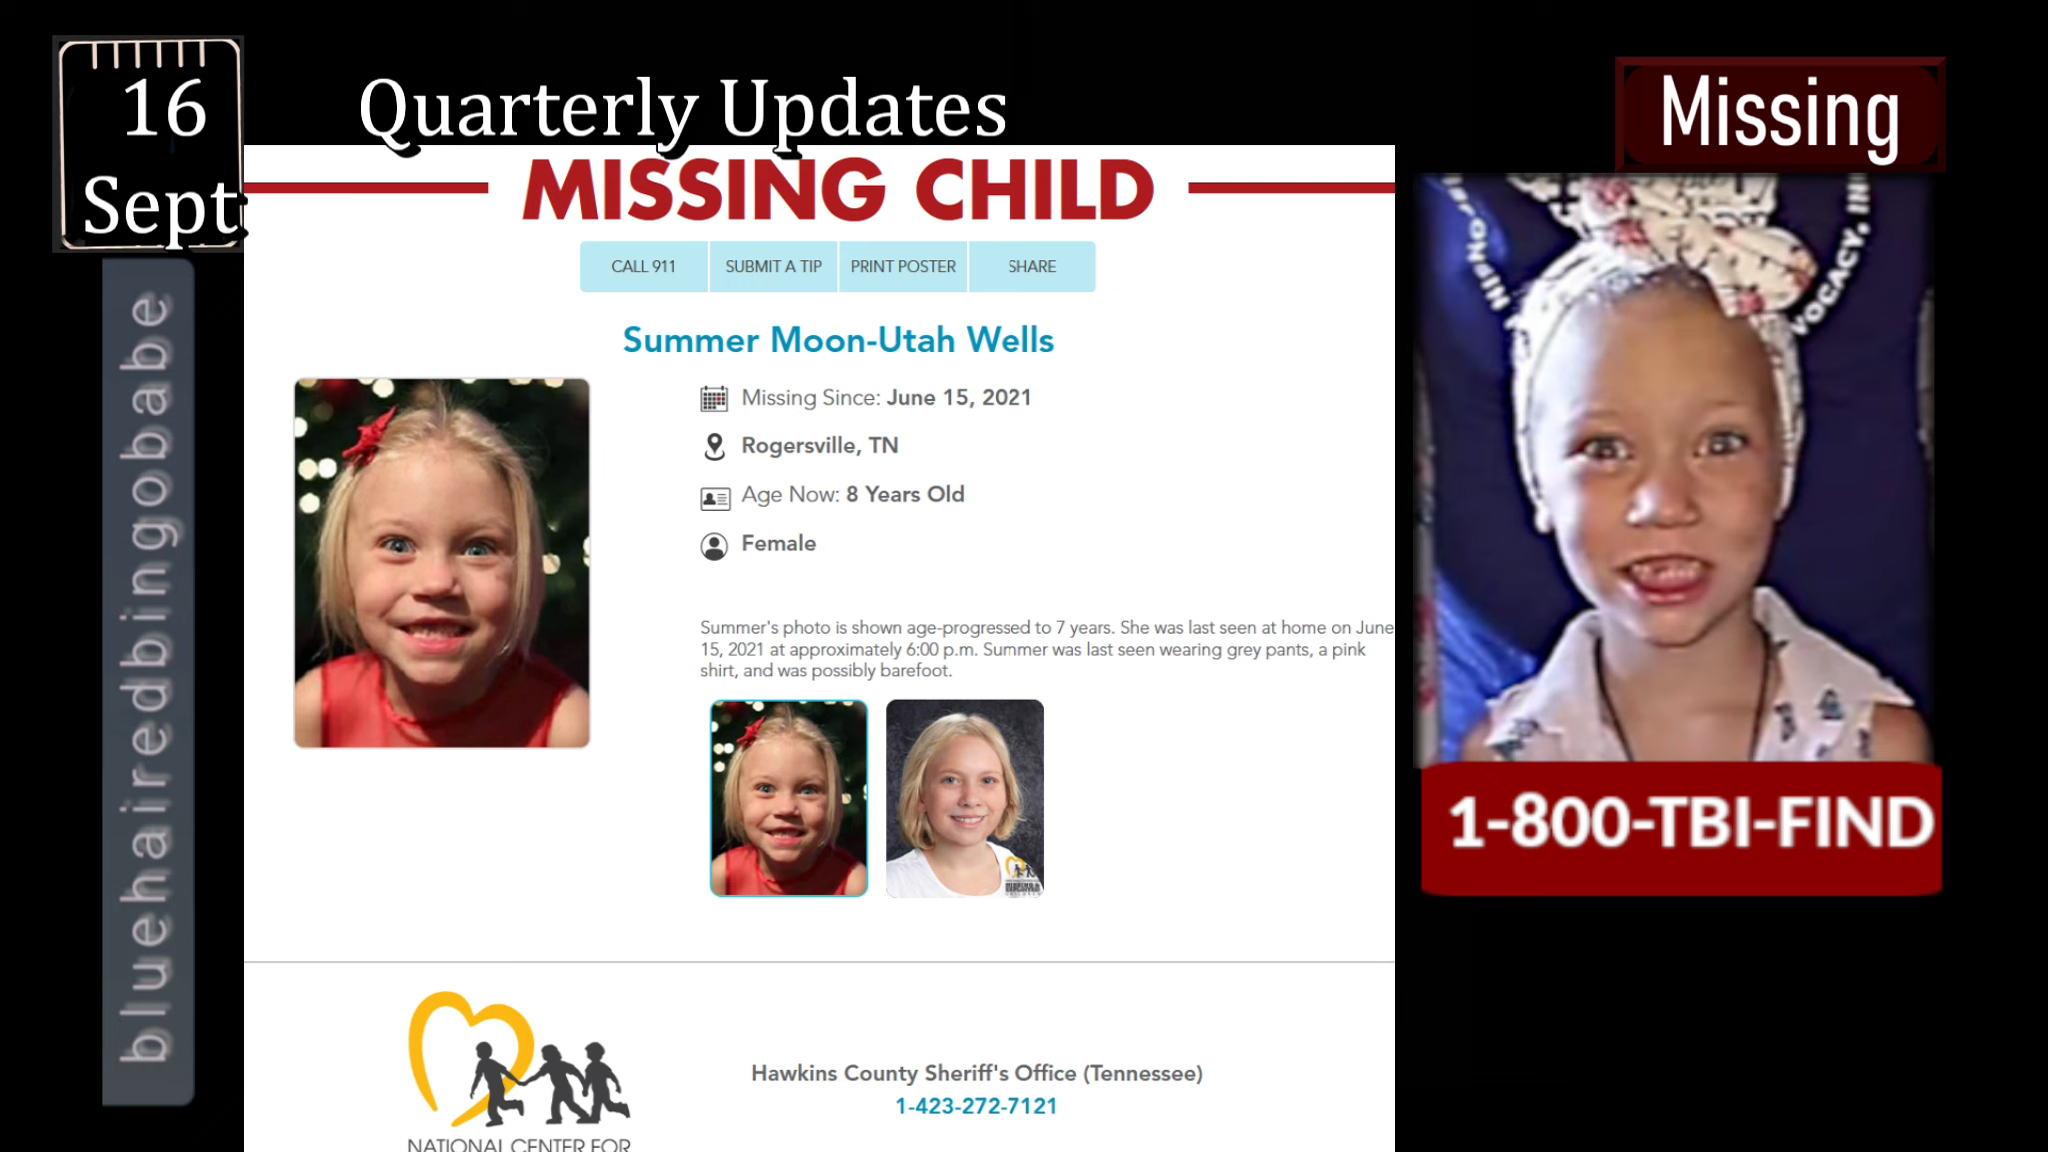 16
Sept
Quarterly Updates
Missing
MISSING CHILD
CALL 911
SUBMIT A TIP
PRINT POSTER
SHARE
Summer Moon-Utah Wells
Missing Since: June 15, 2021
Rogersville, TN
Age Now: 8 Years Old
Female
Summer's photo is shown age-progressed to 7 years. She was last seen at home on June
15, 2021 at approximately 6:00 p.m. Summer was last seen wearing grey pants, a pink
shirt, and was possibly barefoot.
VOCACY, IN
1-800-TBI-FIND
bluehairedbingobabe
NATIONAL CENTER FOR
Hawkins County Sheriff's Office (Tennessee)
1-423-272-7121